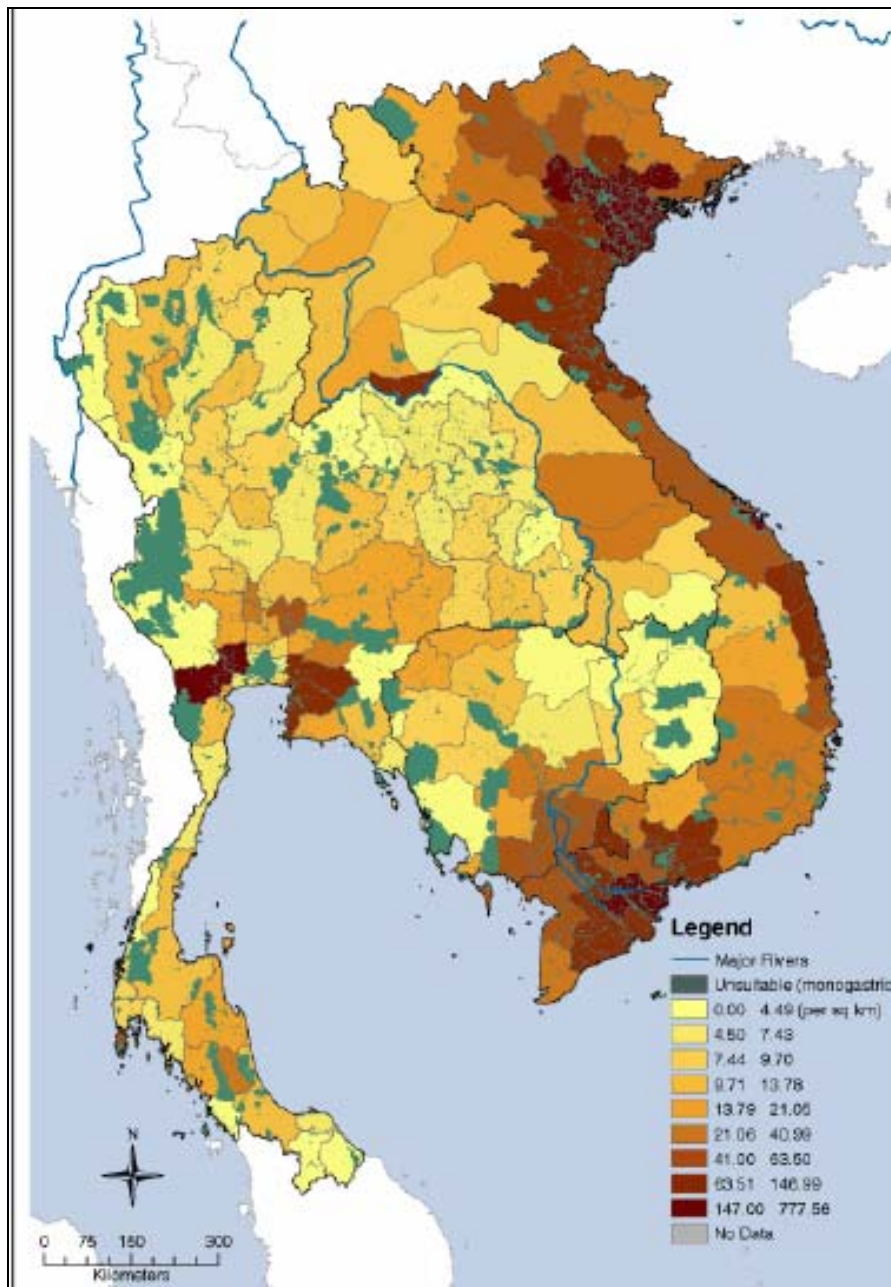 Legend
Major Rivers
Unsuitable (monogastric
0.00 4.49 (per sq km)
4.50 7.43
7.44 9.70
9.71 13.78
13.79 21.05
21.06 40.99
41.00 63.50
63.51 146.99
147.00 777.56
No Data
N
0 75 150 300
Kilometers